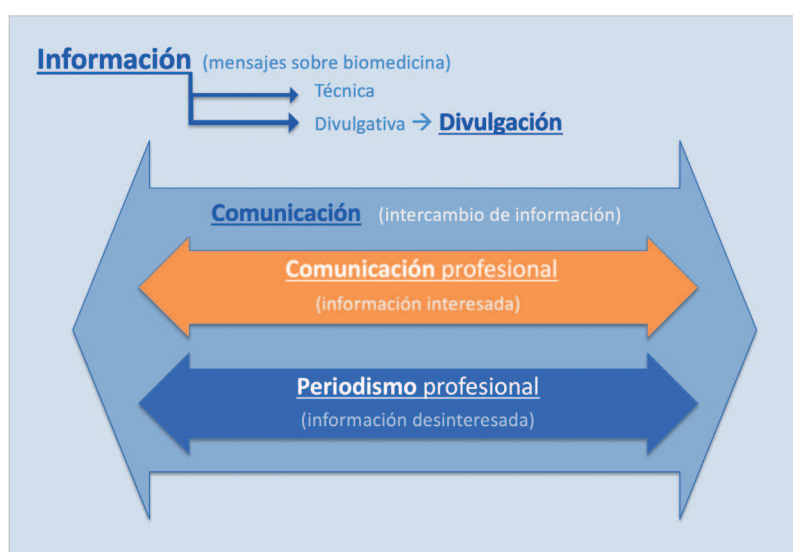 Información (mensajes sobre biomedicina)
Técnica
Divulgativa → Divulgación
Comunicación (intercambio de información)
Comunicación profesional
(información interesada)
Periodismo profesional
(información desinteresada)